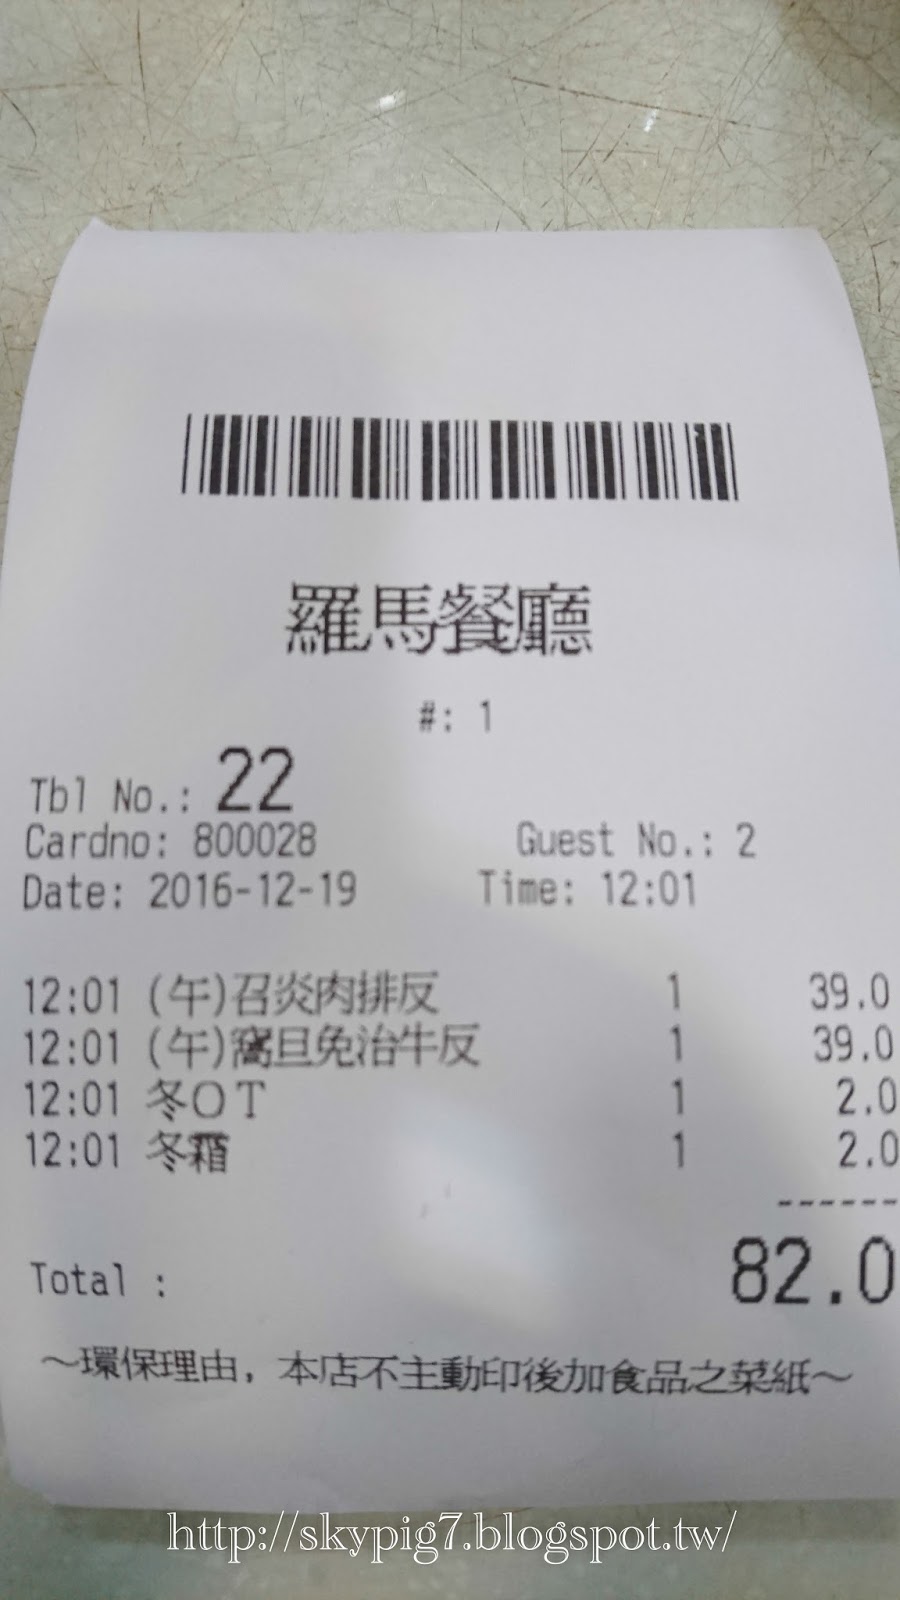 羅馬餐廳
#: 1
Tbl No.: 22
Cardno: 800028 Guest No.: 2
Date: 2016-12-19 Time: 12:01
12:01 (午)召炎肉排反 1 39.0
12:01 (午)窩旦免治牛反 1 39.0
12:01 冬OT 1 2.0
12:01 冬 1 2.0
------
Total : 82.0
～環保理由, 本店不主動印後加食品之菜紙～
http://skypig7.blogspot.tw/